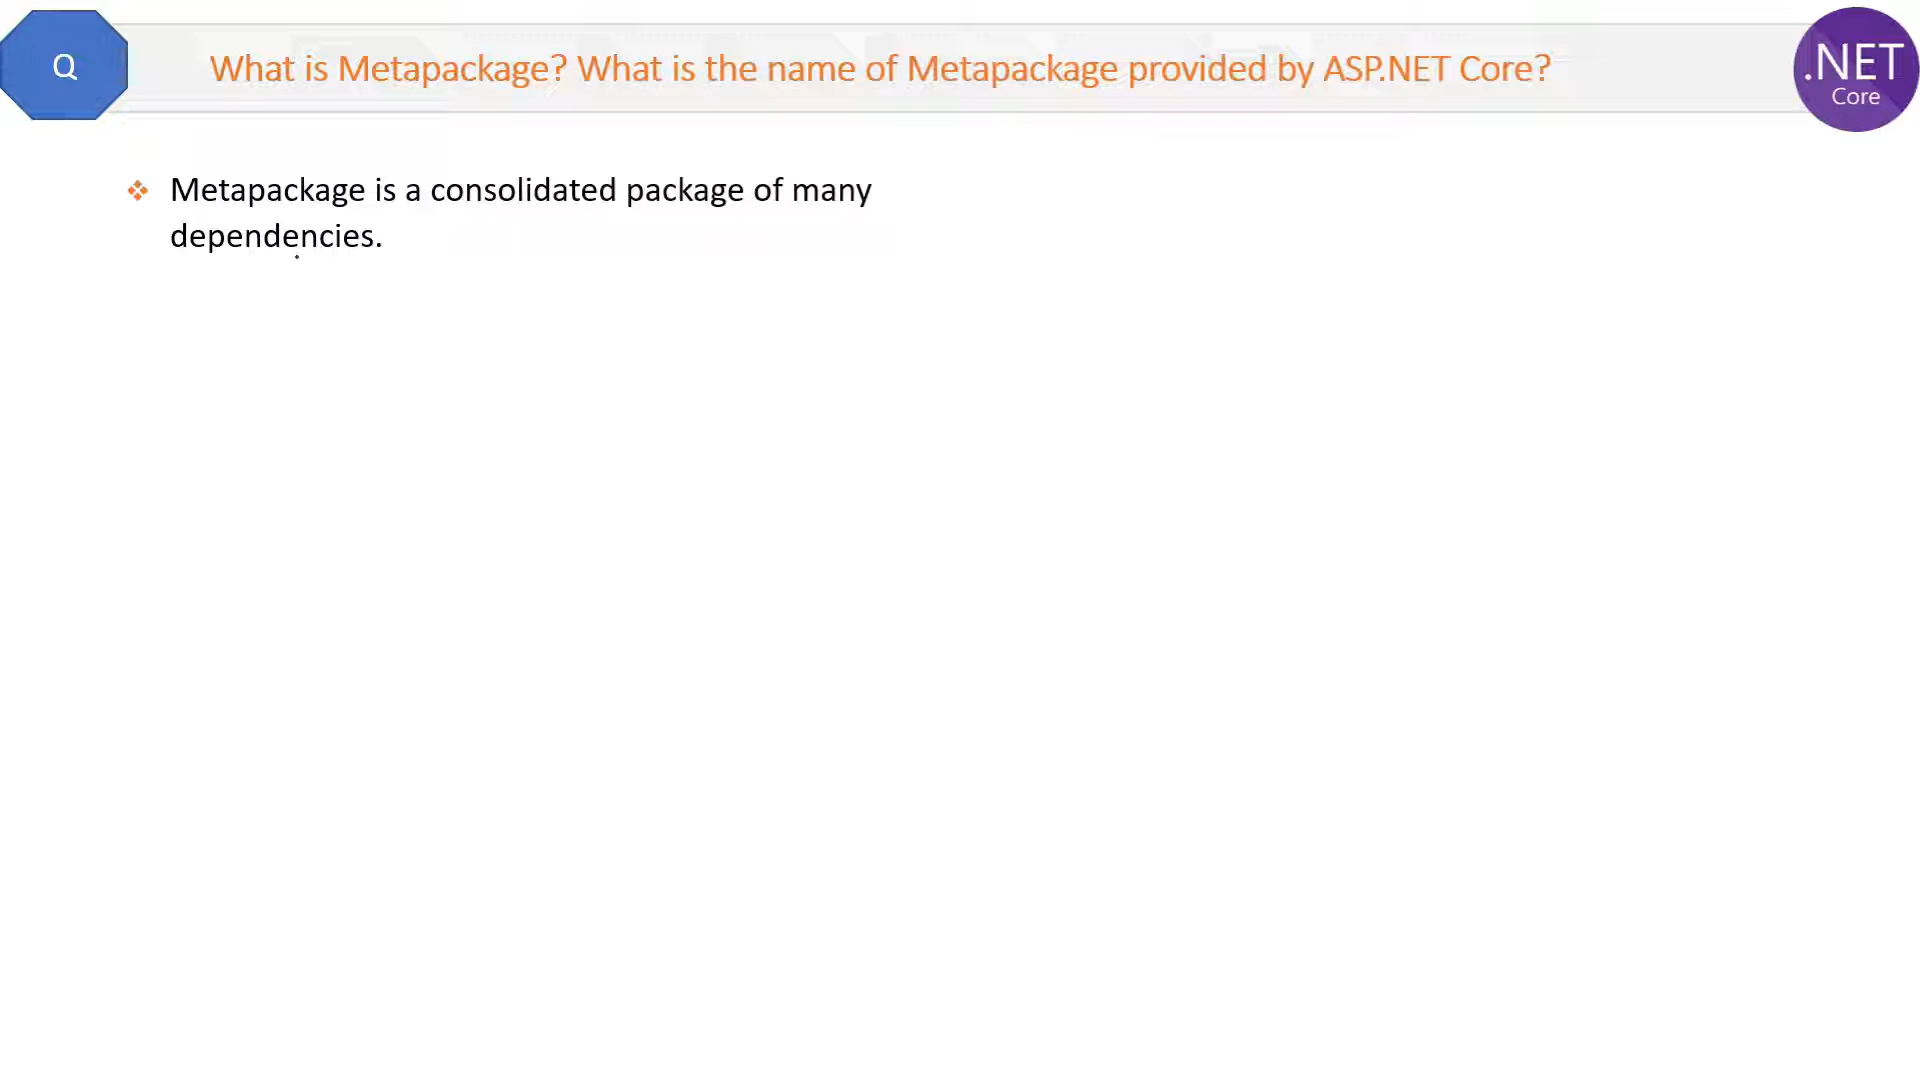 Q
What is Metapackage? What is the name of Metapackage provided by ASP.NET Core?
.NET
Core
Metapackage is a consolidated package of many
dependencies.